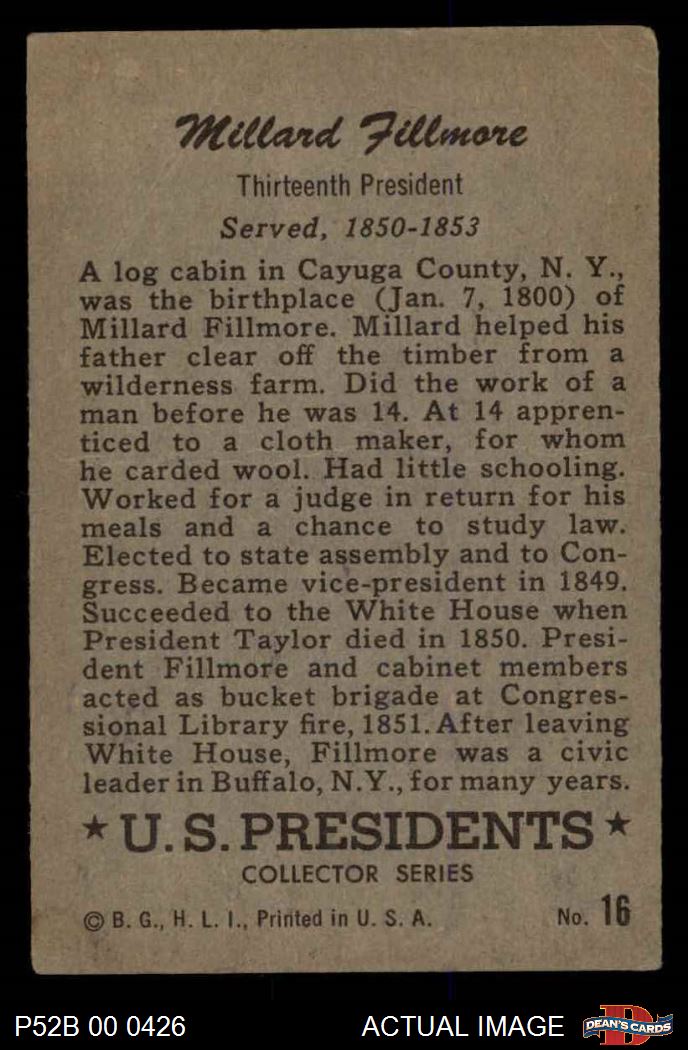 Millard Fillmore
Thirteenth President
Served, 1850-1853
A log cabin in Cayuga County, N. Y.,
was the birthplace (Jan. 7, 1800) of
Millard Fillmore. Millard helped his
father clear off the timber from a
wilderness farm. Did the work of a
man before he was 14. At 14 appren-
ticed to a cloth maker, for whom
he carded wool. Had little schooling.
Worked for a judge in return for his
meals and a chance to study law.
Elected to state assembly and to Con-
gress. Became vice-president in 1849.
Succeeded to the White House when
President Taylor died in 1850. Presi-
dent Fillmore and cabinet members
acted as bucket brigade at Congres-
sional Library fire, 1851. After leaving
White House, Fillmore was a civic
leader in Buffalo, N.Y., for many years.
★ U.S. PRESIDENTS ★
COLLECTOR SERIES
© B. G., H. L. I., Printed in U. S. A. No. 16
P52B 00 0426 ACTUAL IMAGE D DEAN'S CARDS